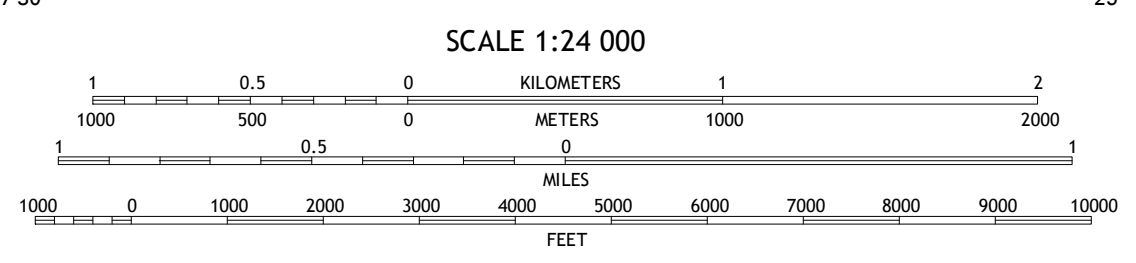 SCALE 1:24 000
1 0.5 0 KILOMETERS 1 2
1000 500 0 METERS 1000 2000
1 0.5 0 1
MILES
1000 0 1000 2000 3000 4000 5000 6000 7000 8000 9000 10000
FEET